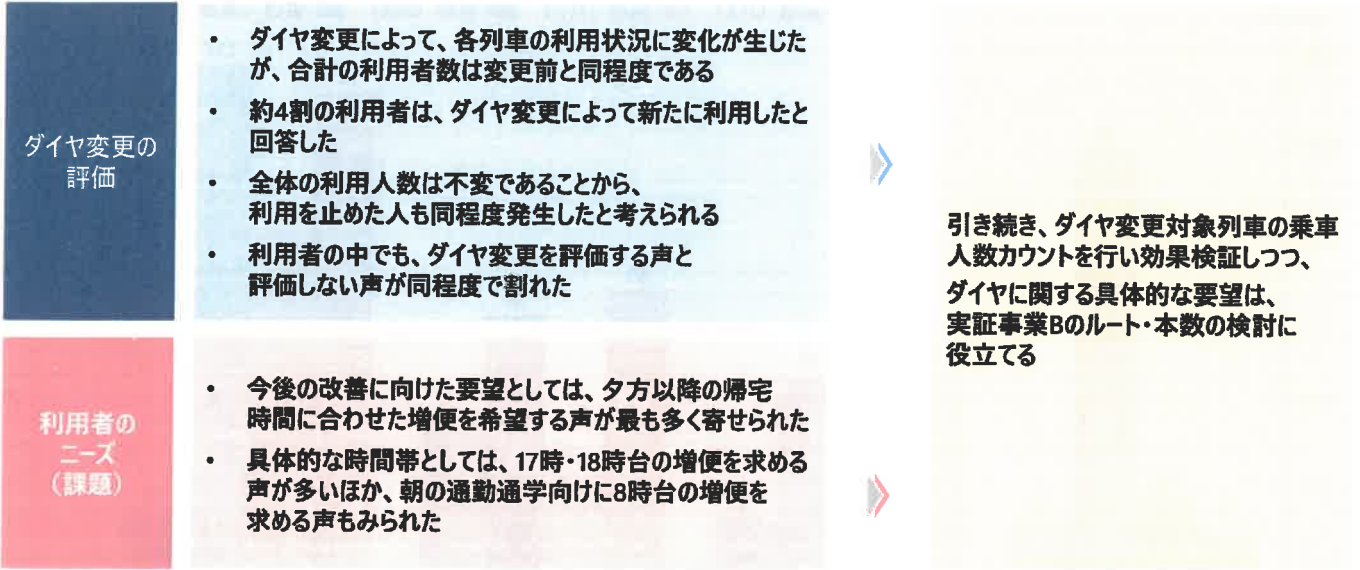 ダイヤ変更の
評価
• ダイヤ変更によって、各列車の利用状況に変化が生じた
が、合計の利用者数は変更前と同程度である
• 約4割の利用者は、ダイヤ変更によって新たに利用したと
回答した
• 全体の利用人数は不変であることから、
利用を止めた人も同程度発生したと考えられる
• 利用者の中でも、ダイヤ変更を評価する声と
評価しない声が同程度で割れた
利用者の
ニーズ
（課題）
• 今後の改善に向けた要望としては、夕方以降の帰宅
時間に合わせた増便を希望する声が最も多く寄せられた
• 具体的な時間帯としては、17時・18時台の増便を求める
声が多いほか、朝の通勤通学向けに8時台の増便を
求める声もみられた
引き続き、ダイヤ変更対象列車の乗車
人数カウントを行い効果検証しつつ、
ダイヤに関する具体的な要望は、
実証事業Bのルート・本数の検討に
役立てる